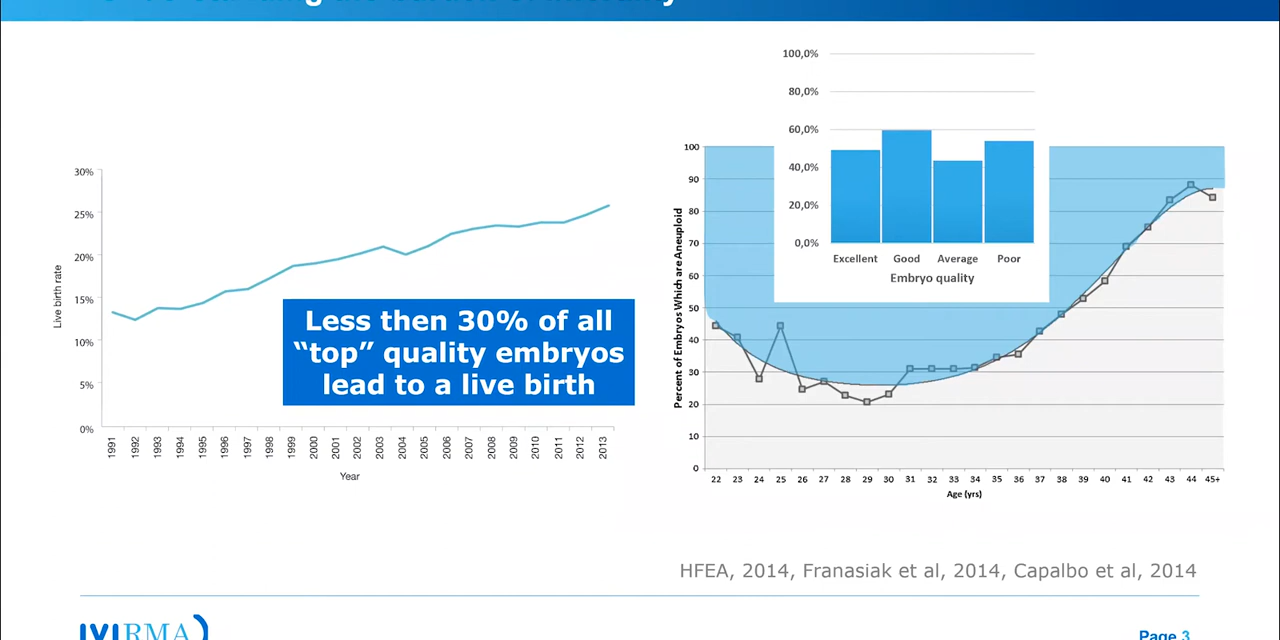 30%
25%
20%
15%
10%
5%
0%
Live birth rate
1991 1992 1993 1994 1995 1996 1997 1998 1999 2000 2001 2002 2003 2004 2005 2006 2007 2008 2009 2010 2011 2012 2013
Year
Less then 30% of all
“top” quality embryos
lead to a live birth
100,0%
80,0%
60,0%
40,0%
20,0%
0,0%
Excellent Good Average Poor
Embryo quality
100
90
80
70
60
50
40
30
20
10
0
Percent of Embryos Which are Aneuploid
22 23 24 25 26 27 28 29 30 31 32 33 34 35 36 37 38 39 40 41 42 43 44 45+
Age (yrs)
HFEA, 2014, Franasiak et al, 2014, Capalbo et al, 2014
IVIRMA
Page 3